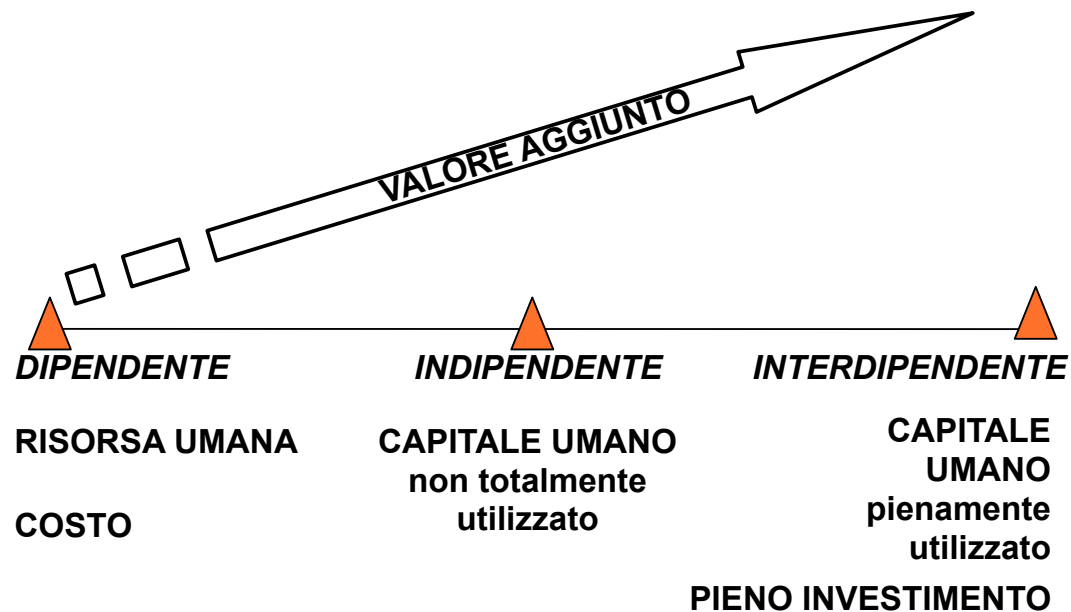 VALORE AGGIUNTO
DIPENDENTE
INDIPENDENTE
INTERDIPENDENTE
RISORSA UMANA
COSTO
CAPITALE UMANO
non totalmente
utilizzato
CAPITALE
UMANO
pienamente
utilizzato
PIENO INVESTIMENTO